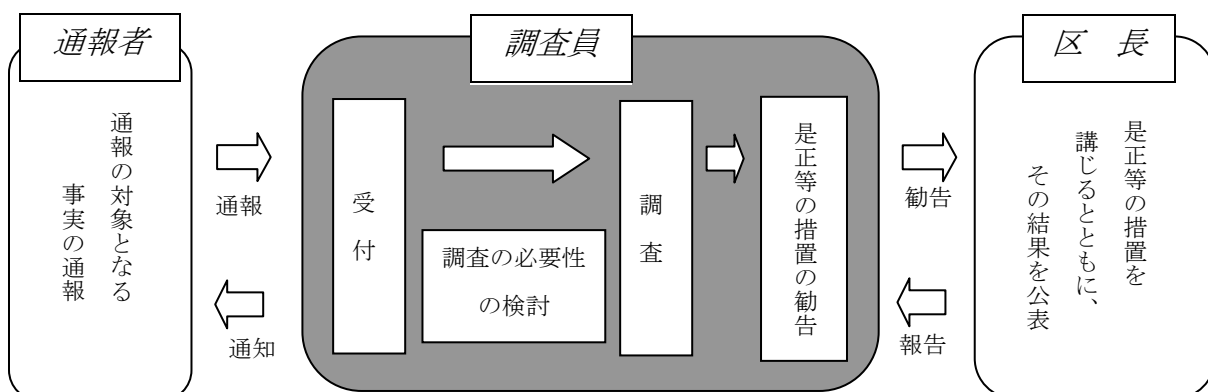 通報者
通報の対象となる
事実の通報
通報
通知
調査員
受付
調査の必要性
の検討
調査
是正等の措置の勧告
勧告
報告
区　長
是正等の措置を
講じるとともに、
その結果を公表